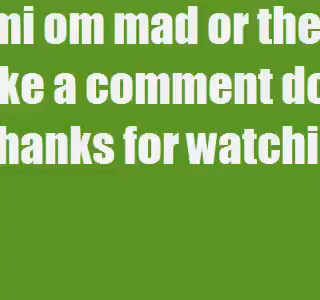 mi om mad or the
ke a comment do
hanks for watchi